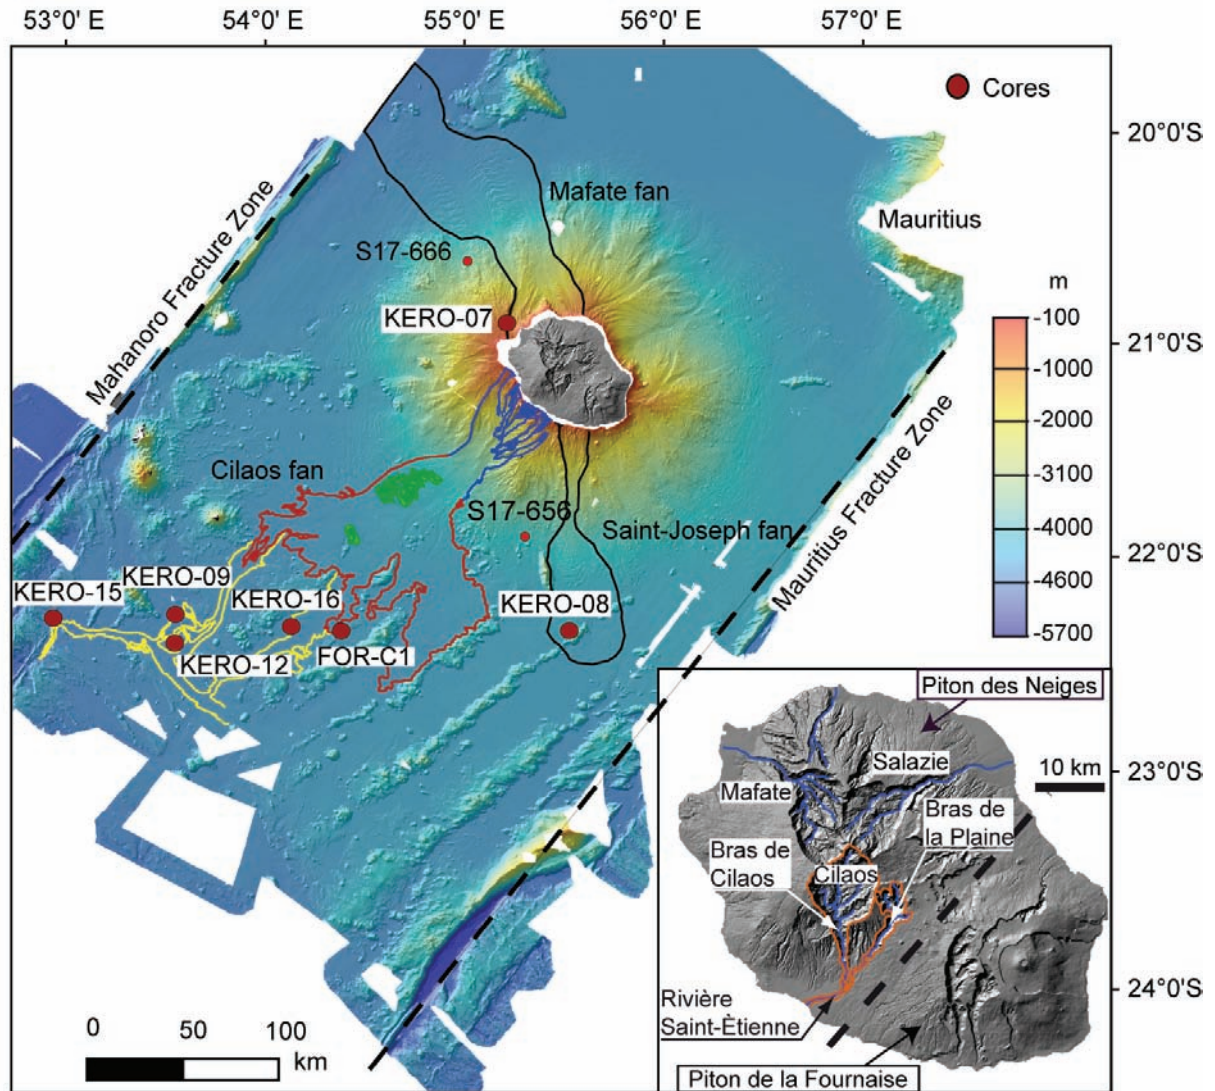 53°0' E
54°0' E
55°0' E
56°0' E
57°0' E
Cores
20°0'S
Mahanoro Fracture Zone
Mafate fan
Mauritius
S17-666
m
KERO-07
-100
21°0'S
-1000
-2000
-3100
-4000
-4600
-5700
Cilaos fan
Mauritius Fracture Zone
S17-656
Saint-Joseph fan
22°0'S
KERO-15
KERO-09
KERO-16
KERO-08
KERO-12
FOR-C1
Piton des Neiges
23°0'S
Salazie
10 km
Mafate
Bras de
la Plaine
Bras de
Cilaos
Cilaos
24°0'S
Rivière
Saint-Ètienne
Piton de la Fournaise
0
50
100
km